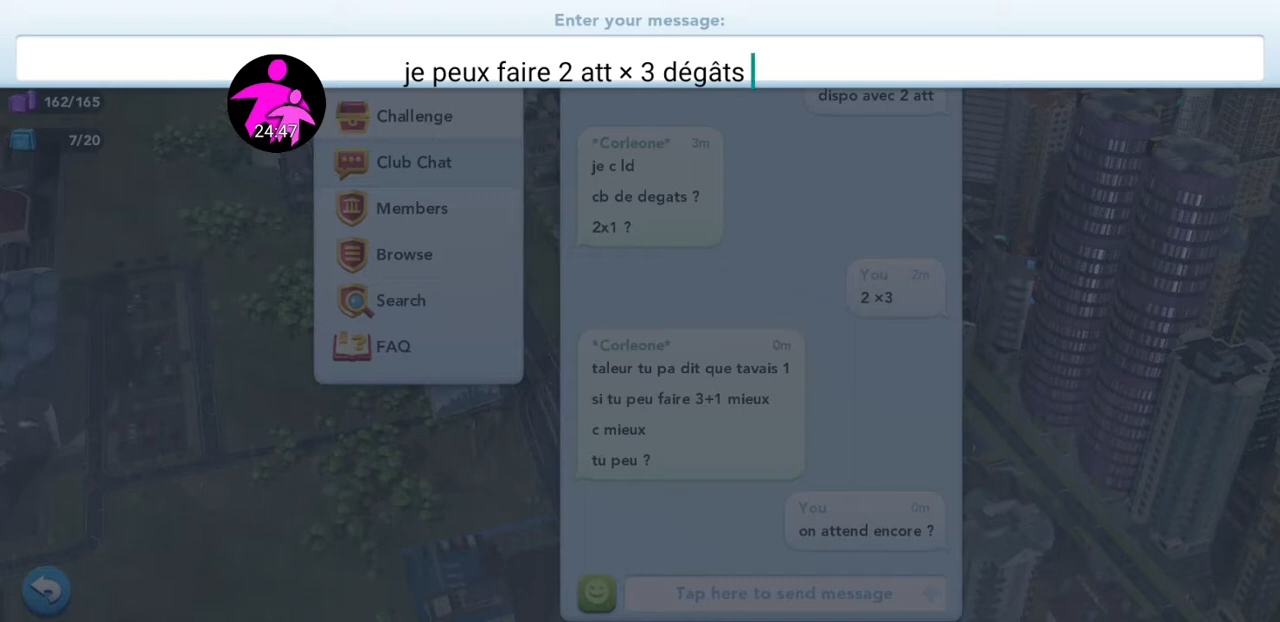 Enter your message:
je peux faire 2 att × 3 dégâts
162/165
7/20
24:47
Challenge
Club Chat
Members
Browse
Search
FAQ
dispo avec 2 att
*Corleone* 3m
je c ld
cb de degats ?
2x1 ?
You 2m
2 ×3
*Corleone* 0m
taleur tu pa dit que tavais 1
si tu peu faire 3+1 mieux
c mieux
tu peu ?
You 0m
on attend encore ?
Tap here to send message